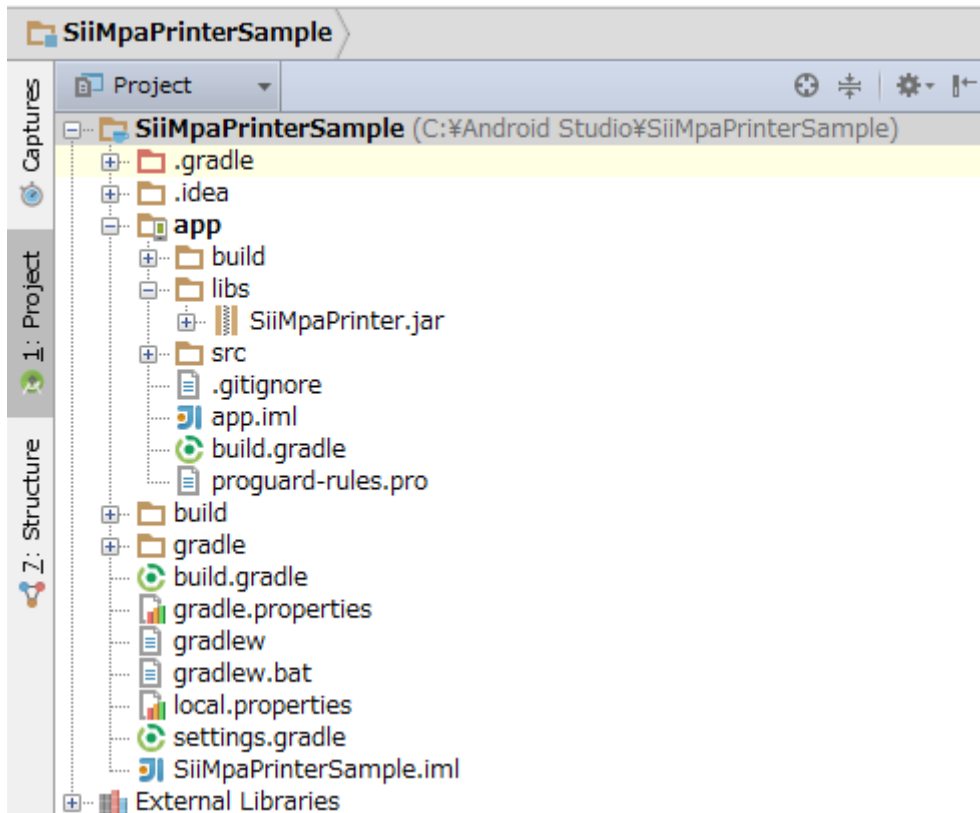 SiiMpaPrinterSample
Captures
1: Project
7: Structure
Project
SiiMpaPrinterSample (C:¥Android Studio¥SiiMpaPrinterSample)
.gradle
.idea
app
build
libs
SiiMpaPrinter.jar
src
.gitignore
app.iml
build.gradle
proguard-rules.pro
build
gradle
build.gradle
gradle.properties
gradlew
gradlew.bat
local.properties
settings.gradle
SiiMpaPrinterSample.iml
External Libraries